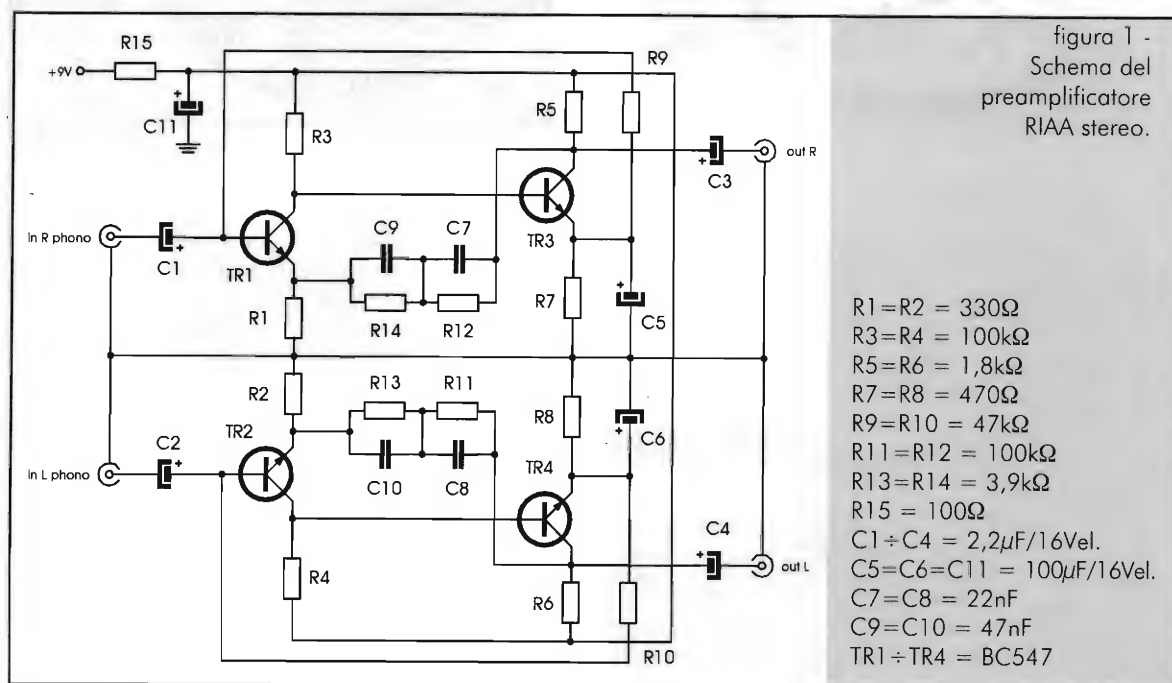 figura 1 -
Schema del
preamplificatore
RIAA stereo.
R15
R9
+9V
+
C11
R3
R5
out R
+
C3
C9
C7
TR3
In R phono
+
C1
TR1
R1
R14
R12
R7
+
C5
R2
R13
R11
R8
+
C6
C2
TR2
TR4
In L phono
+
C10
C8
C4
+
out L
R4
R6
R10
R1=R2 = 330Ω
R3=R4 = 100kΩ
R5=R6 = 1,8kΩ
R7=R8 = 470Ω
R9=R10 = 47kΩ
R11=R12 = 100kΩ
R13=R14 = 3,9kΩ
R15 = 100Ω
C1÷C4 = 2,2µF/16Vel.
C5=C6=C11 = 100µF/16Vel.
C7=C8 = 22nF
C9=C10 = 47nF
TR1÷TR4 = BC547